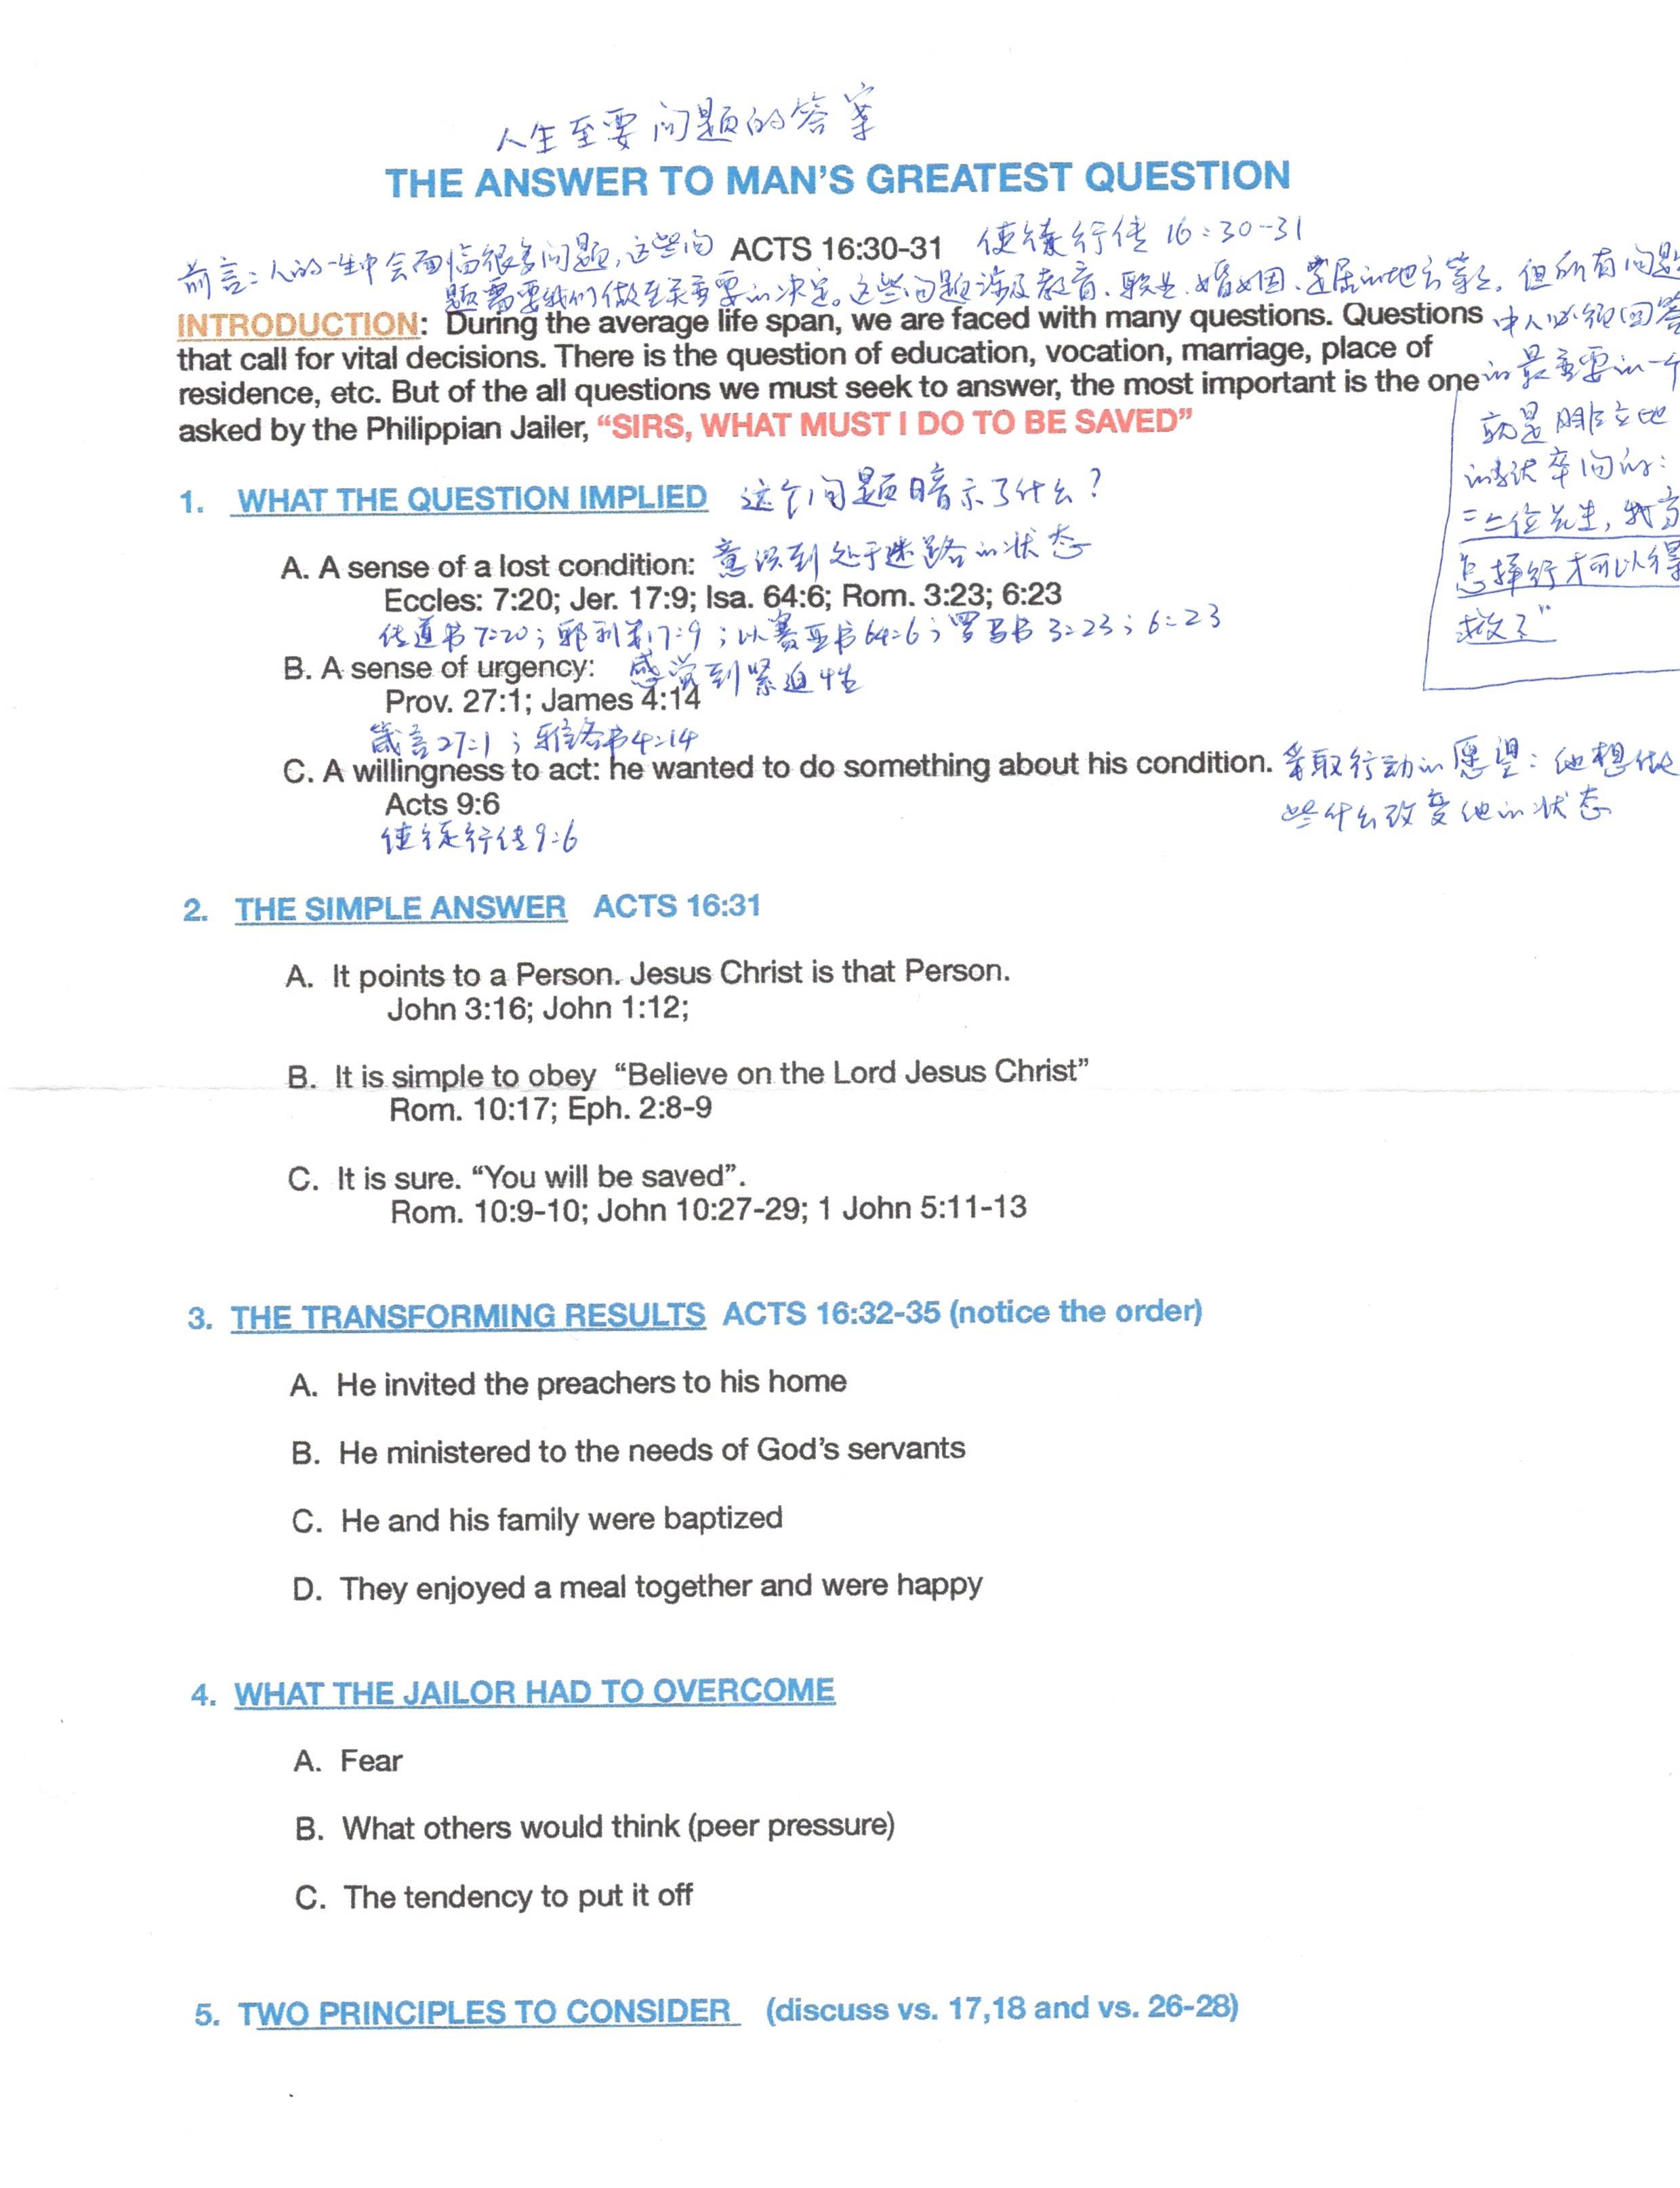 人生至要问题的答案
THE ANSWER TO MAN'S GREATEST QUESTION
ACTS 16:30-31 使徒行传 16:30-31
前言:人的一生中会面临很多问题,这些问
题需要我们做至关重要的决定。这些问题涉及教育、职业、婚姻、居的地方等等。但所有问题
INTRODUCTION: During the average life span, we are faced with many questions. Questions 中人必须回答
that call for vital decisions. There is the question of education, vocation, marriage, place of
residence, etc. But of the all questions we must seek to answer, the most important is the one 的最重要的一个
asked by the Philippian Jailer, “SIRS, WHAT MUST I DO TO BE SAVED”
就是腓立地
的狱卒问的:
“二位先生,我当
怎样行才可以得
救了”
1. WHAT THE QUESTION IMPLIED 这个问题暗示了什么?
A. A sense of a lost condition: 意识到处于迷路的状态
Eccles: 7:20; Jer. 17:9; Isa. 64:6; Rom. 3:23; 6:23
传道书7:20;耶利米17:9;以赛亚书64:6;罗马书3:23;6:23
B. A sense of urgency: 感觉到紧迫性
Prov. 27:1; James 4:14
箴言27:1;雅各书4:14
C. A willingness to act: he wanted to do something about his condition. 采取行动的愿望:他想做
些什么改变他的状态
Acts 9:6
使徒行传9:6
2. THE SIMPLE ANSWER ACTS 16:31
A. It points to a Person. Jesus Christ is that Person.
John 3:16; John 1:12;
B. It is simple to obey “Believe on the Lord Jesus Christ”
Rom. 10:17; Eph. 2:8-9
C. It is sure. “You will be saved”.
Rom. 10:9-10; John 10:27-29; 1 John 5:11-13
3. THE TRANSFORMING RESULTS ACTS 16:32-35 (notice the order)
A. He invited the preachers to his home
B. He ministered to the needs of God's servants
C. He and his family were baptized
D. They enjoyed a meal together and were happy
4. WHAT THE JAILOR HAD TO OVERCOME
A. Fear
B. What others would think (peer pressure)
C. The tendency to put it off
5. TWO PRINCIPLES TO CONSIDER (discuss vs. 17,18 and vs. 26-28)